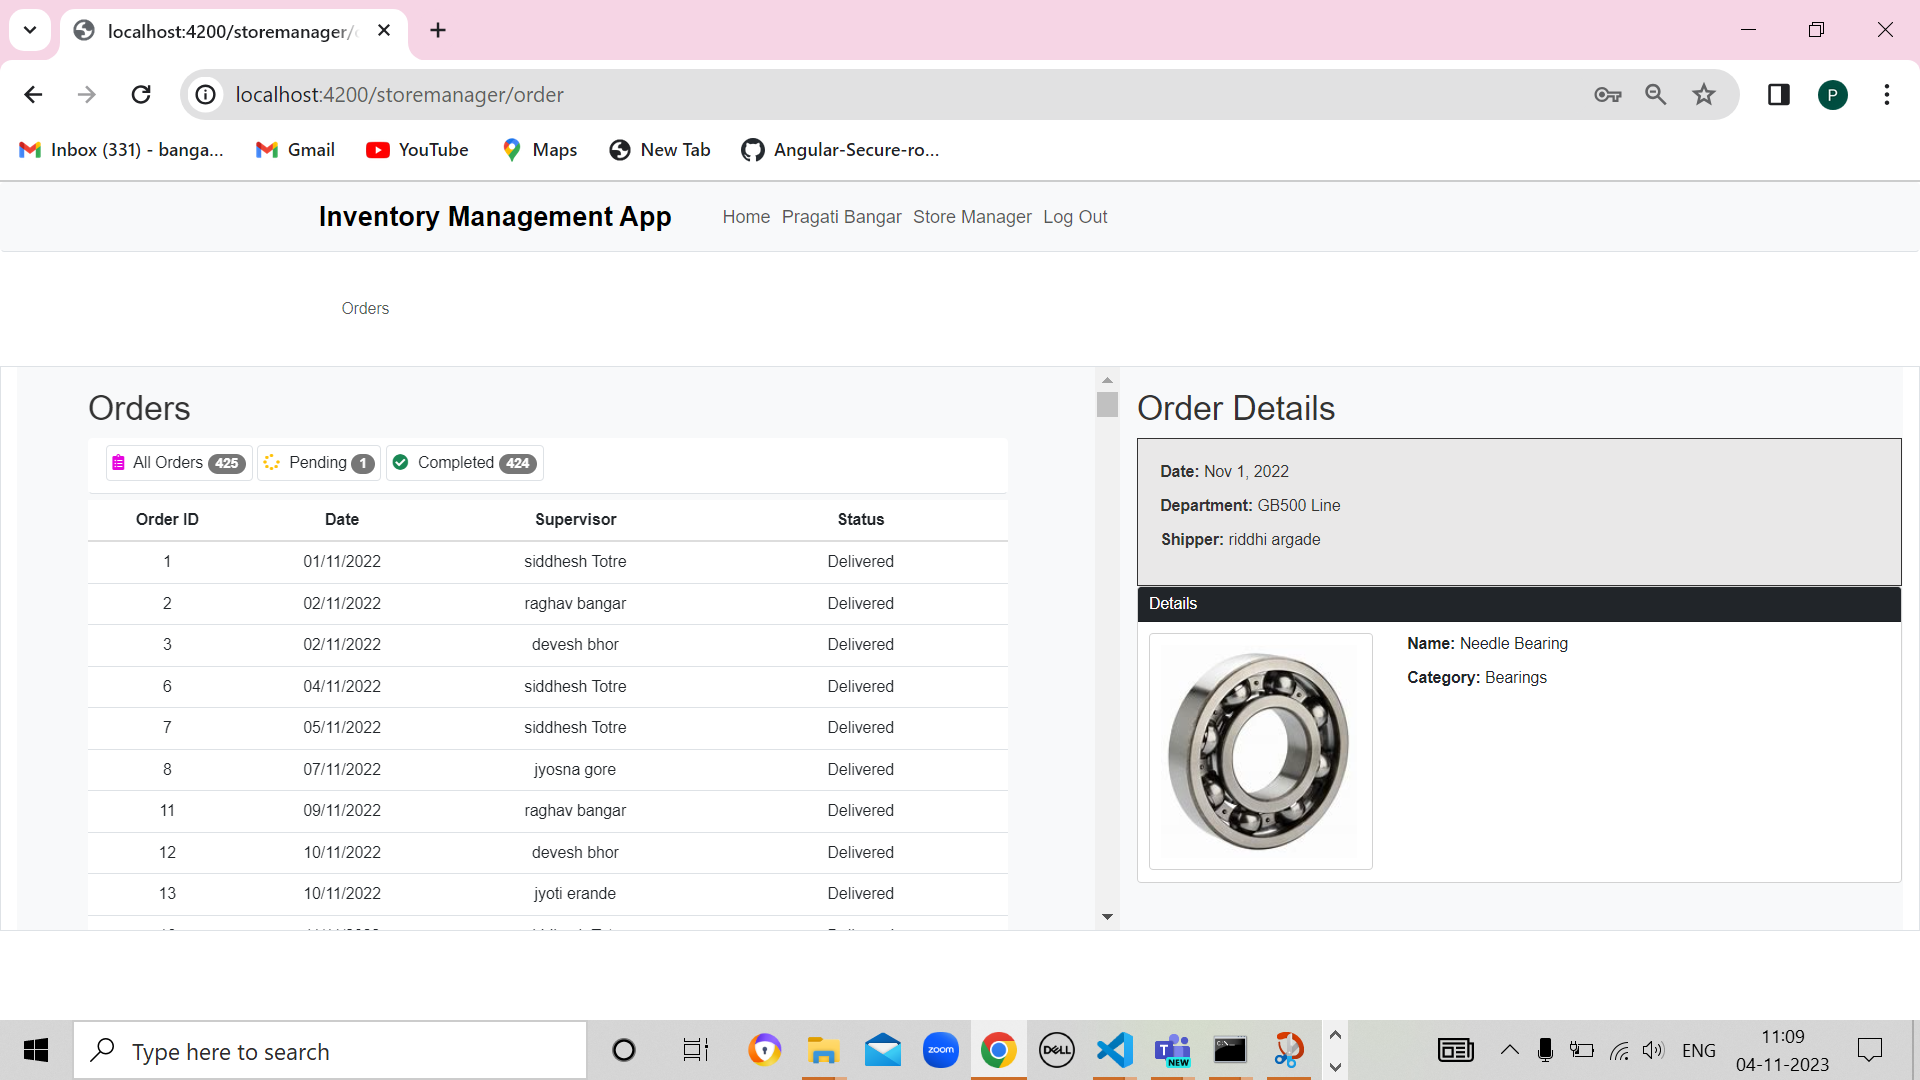 localhost:4200/storemanager/
localhost:4200/storemanager/order
P
Inbox (331) - banga...
Gmail
YouTube
Maps
New Tab
Angular-Secure-ro...
Inventory Management App
Home Pragati Bangar Store Manager Log Out
Orders
Orders
All Orders 425 Pending 1 Completed 424
Order ID Date Supervisor Status
1 01/11/2022 siddhesh Totre Delivered
2 02/11/2022 raghav bangar Delivered
3 02/11/2022 devesh bhor Delivered
6 04/11/2022 siddhesh Totre Delivered
7 05/11/2022 siddhesh Totre Delivered
8 07/11/2022 jyosna gore Delivered
11 09/11/2022 raghav bangar Delivered
12 10/11/2022 devesh bhor Delivered
13 10/11/2022 jyoti erande Delivered
Order Details
Date: Nov 1, 2022
Department: GB500 Line
Shipper: riddhi argade
Details
Name: Needle Bearing
Category: Bearings
Type here to search
zoom
DELL
T
NEW
ENG
11:09
04-11-2023